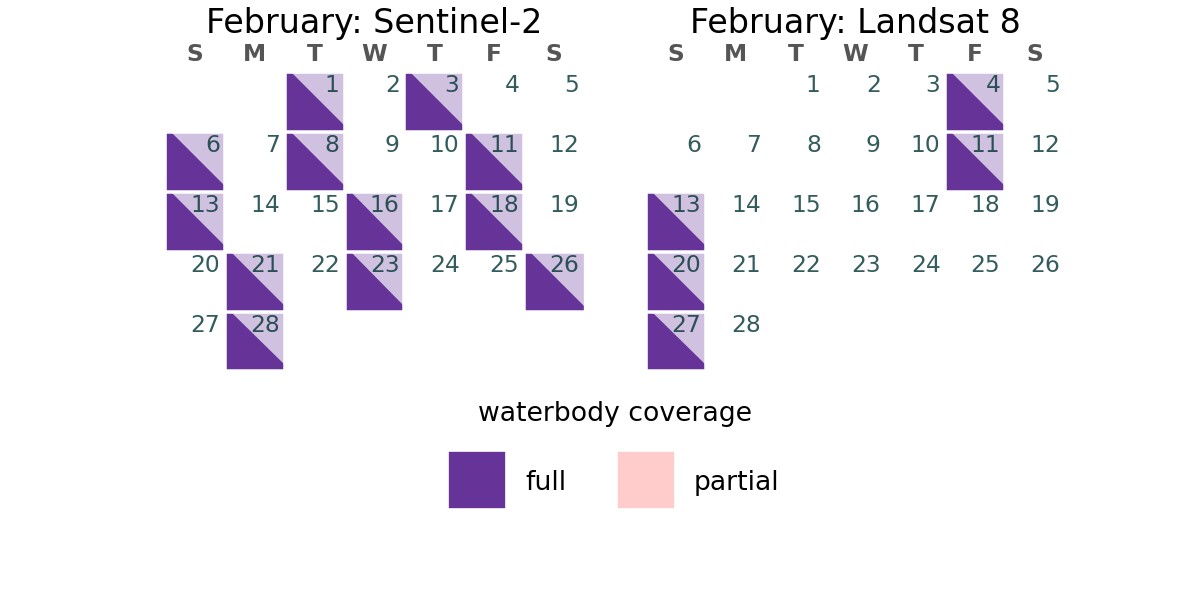 February: Sentinel-2
S M T W T F S
1 2 3 4 5
6 7 8 9 10 11 12
13 14 15 16 17 18 19
20 21 22 23 24 25 26
27 28
February: Landsat 8
S M T W T F S
1 2 3 4 5
6 7 8 9 10 11 12
13 14 15 16 17 18 19
20 21 22 23 24 25 26
27 28
waterbody coverage
full partial